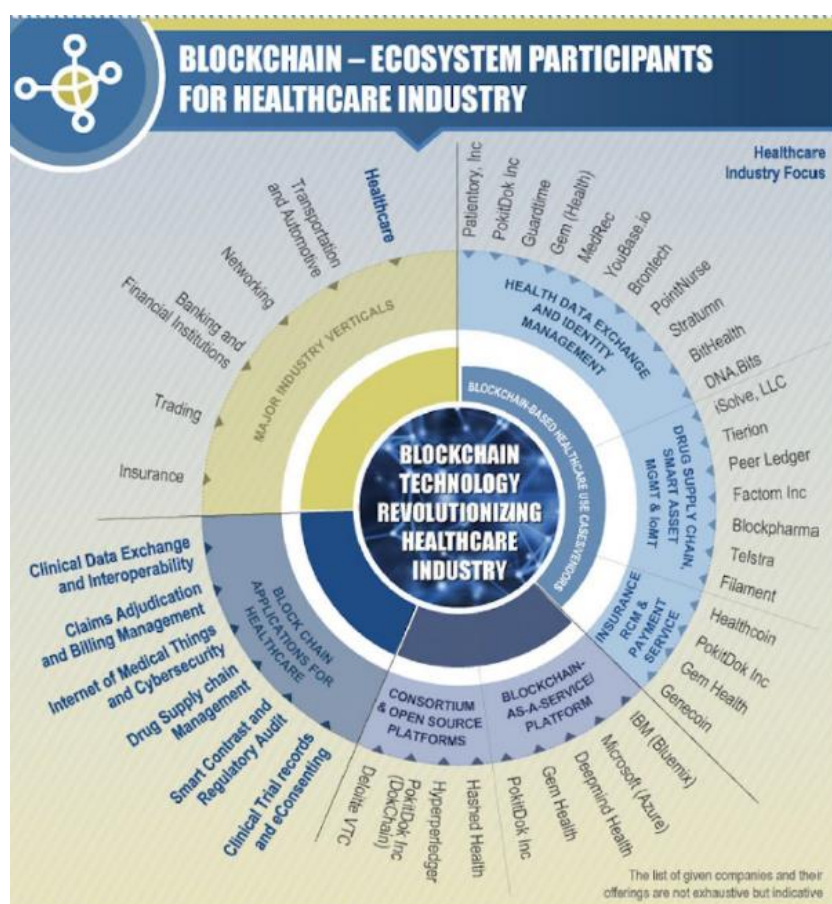 BLOCKCHAIN – ECOSYSTEM PARTICIPANTS
FOR HEALTHCARE INDUSTRY
Healthcare
Industry Focus
Healthcare
Transportation
and Automotive
Networking
Banking and
Financial Institutions
Trading
Insurance
MAJOR INDUSTRY VERTICALS
Patientory, Inc
PokitDok Inc
Guardtime
Gem (Health)
MedRec
YouBase.io
Brontech
PointNurse
Stratumn
BitHealth
DNA.Bits
HEALTH DATA EXCHANGE
AND IDENTITY
MANAGEMENT
BLOCKCHAIN-BASED HEALTHCARE USE CASES/VENDORS
iSolve, LLC
Tierion
Peer Ledger
Factom Inc
Blockpharma
Telstra
Filament
DRUG SUPPLY CHAIN,
SMART ASSET
MGMT & IoMT
BLOCKCHAIN
TECHNOLOGY
REVOLUTIONIZING
HEALTHCARE
INDUSTRY
Healthcoin
PokitDok Inc
Gem Health
Genecoin
INSURANCE
RCM &
PAYMENT
SERVICE
IBM (Bluemix)
Microsoft (Azure)
Deepmind Health
Gem Health
PokitDok Inc
BLOCKCHAIN-
AS-A-SERVICE/
PLATFORM
Hashed Health
Hyperperledger
PokitDok Inc
(DokChain)
Deloitte VTC
CONSORTIUM
& OPEN SOURCE
PLATFORMS
BLOCK CHAIN
APPLICATIONS FOR
HEALTHCARE
Clinical Data Exchange
and Interoperability
Claims Adjudication
and Billing Management
Internet of Medical Things
and Cybersecurity
Drug Supply chain
Management
Smart Contrast and
Regulatory Audit
Clinical Trial records
and eConsenting
The list of given companies and their
offerings are not exhaustive but indicative